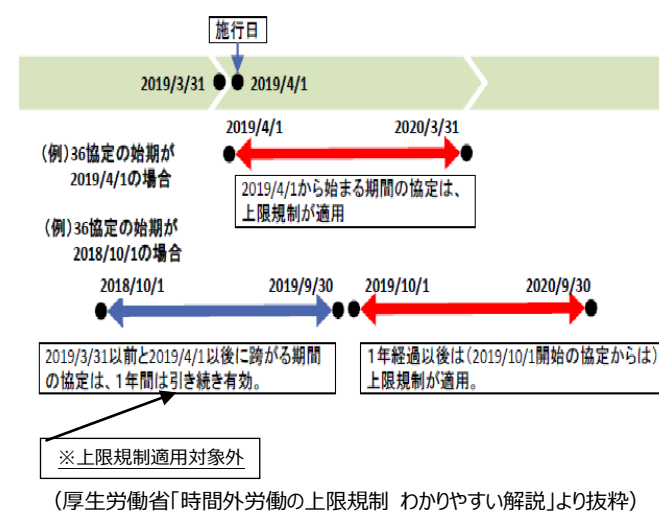 施行日
2019/3/31
2019/4/1
2019/4/1
2020/3/31
(例)36協定の始期が
2019/4/1の場合
2019/4/1から始まる期間の協定は、
上限規制が適用
(例)36協定の始期が
2018/10/1の場合
2018/10/1
2019/9/30
2019/10/1
2020/9/30
2019/3/31以前と2019/4/1以後に跨がる期間
の協定は、1年間は引き続き有効。
1年経過以後は(2019/10/1開始の協定からは)
上限規制が適用。
※上限規制適用対象外
(厚生労働省「時間外労働の上限規制 わかりやすい解説」より抜粋)